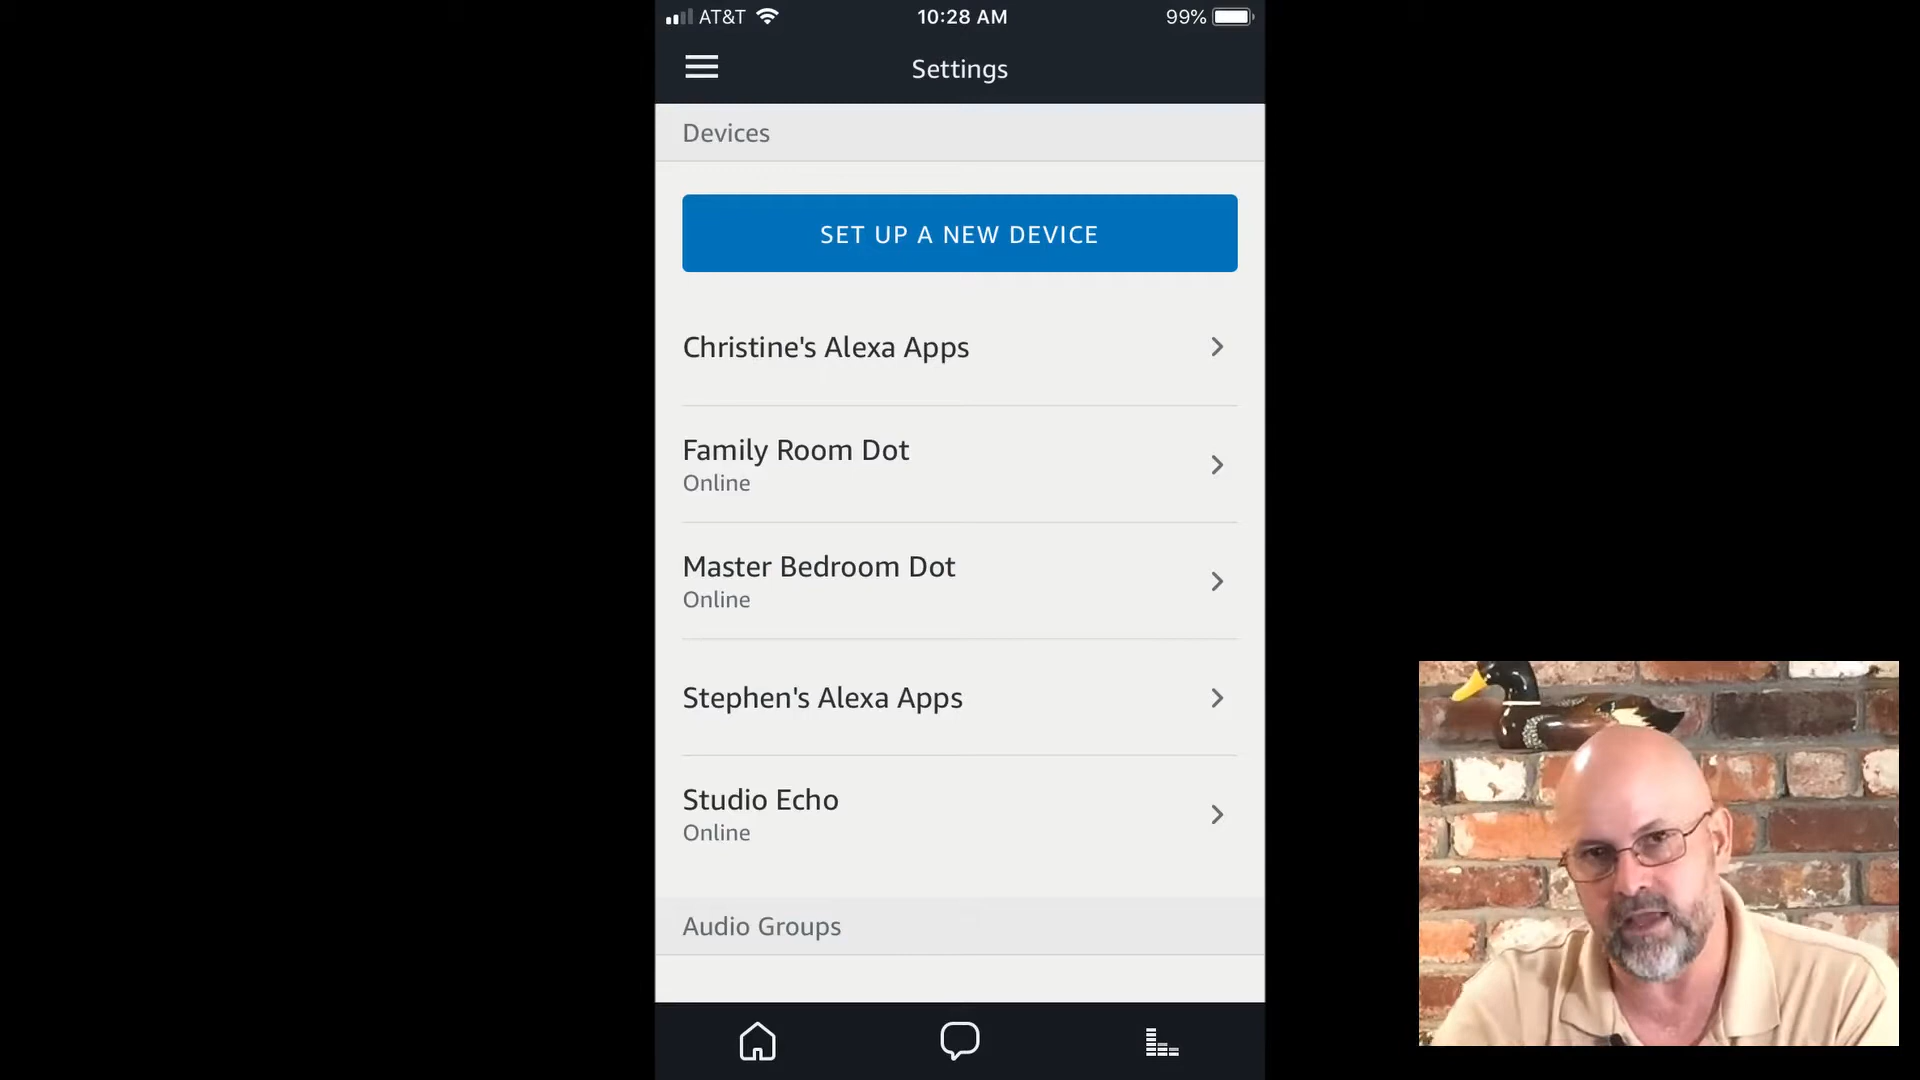 AT&T 10:28 AM 99%
Settings
Devices
SET UP A NEW DEVICE
Christine's Alexa Apps
Family Room Dot
Online
Master Bedroom Dot
Online
Stephen's Alexa Apps
Studio Echo
Online
Audio Groups